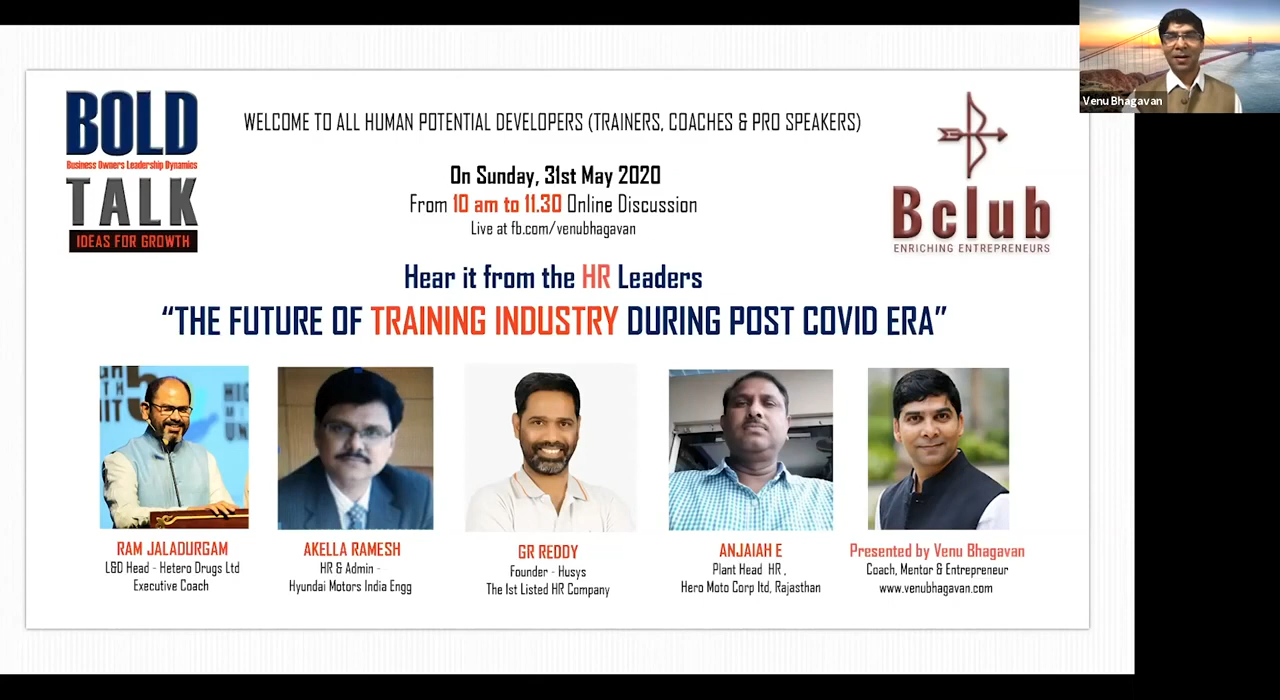 Venu Bhagavan
BOLD
Business Owners Leadership Dynamics
TALK
IDEAS FOR GROWTH
WELCOME TO ALL HUMAN POTENTIAL DEVELOPERS (TRAINERS, COACHES & PRO SPEAKERS)
On Sunday, 31st May 2020
From 10 am to 11.30 Online Discussion
Live at fb.com/venubhagavan
Bclub
ENRICHING ENTREPRENEURS
Hear it from the HR Leaders
“THE FUTURE OF TRAINING INDUSTRY DURING POST COVID ERA”
RAM JALADURGAM
L&D Head - Hetero Drugs Ltd
Executive Coach
AKELLA RAMESH
HR & Admin -
Hyundai Motors India Engg
GR REDDY
Founder - Husys
The 1st Listed HR Company
ANJAIAH E
Plant Head HR ,
Hero Moto Corp ltd, Rajasthan
Presented by Venu Bhagavan
Coach, Mentor & Entrepreneur
www.venubhagavan.com